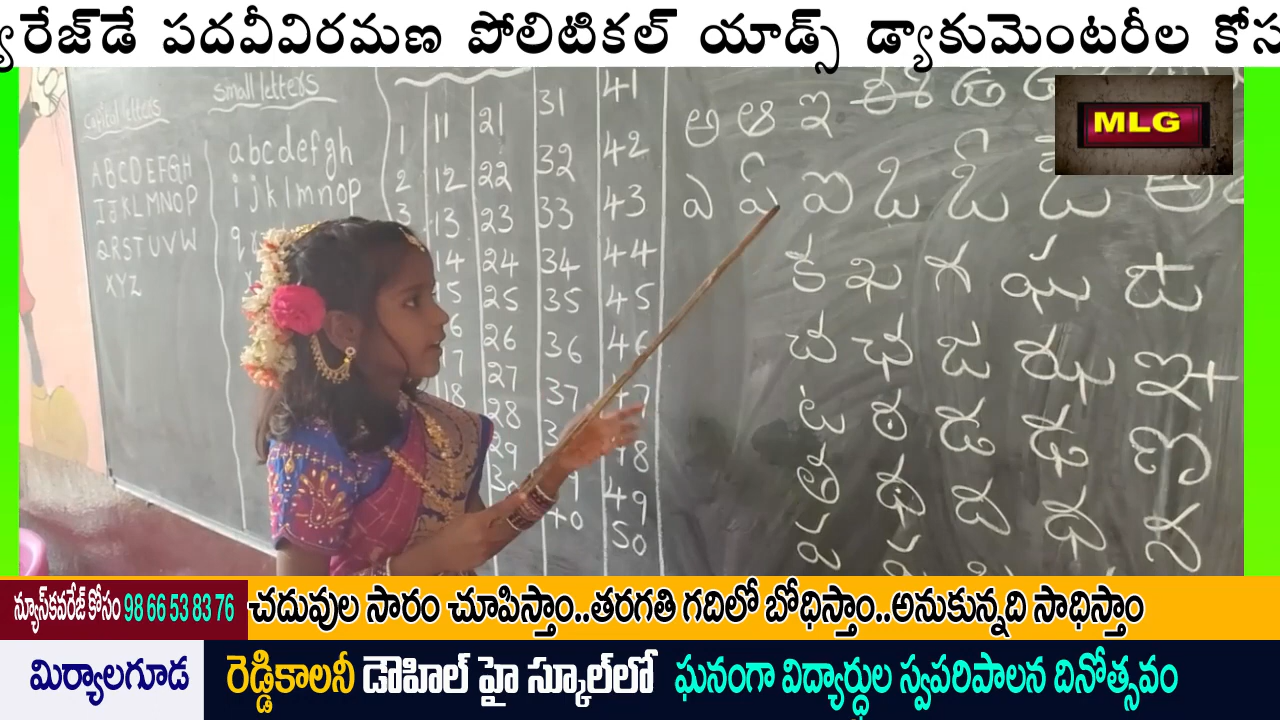 రేజ్‌డే పదవీవిరమణ పోలిటికల్ యాడ్స్ డ్యాకుమెంటరీల
MLG
Capital letters
ABCDEFGH
IJKLMNOP
QRSTUVW
XYZ
Small letters
abcdefgh
ijklmnop
q
1 11 21 31 41
2 12 22 32 42
3 13 23 33 43
14 24 34 44
25 35 45
26 36 46
27 37
28
29
49
40 50
అ ఆ ఇ ఈ ఉ
ఎ ఏ ఐ ఒ ఓ ఔ
క ఖ గ ఘ ఙ
చ ఛ జ ఝ ఞ
ట ఠ డ ఢ ణ
త థ ద ధ న
ప
న్యూస్‌కవరేజ్ కోసం 98 66 53 83 76
చదువుల సారం చూపిస్తాం..తరగతి గదిలో బోధిస్తాం..అనుకున్నది సాధిస్తాం
మిర్యాలగూడ
రెడ్డికాలనీ డౌహిల్ హై స్కూల్‌లో ఘనంగా విద్యార్థుల స్వపరిపాలన దినోత్సవం